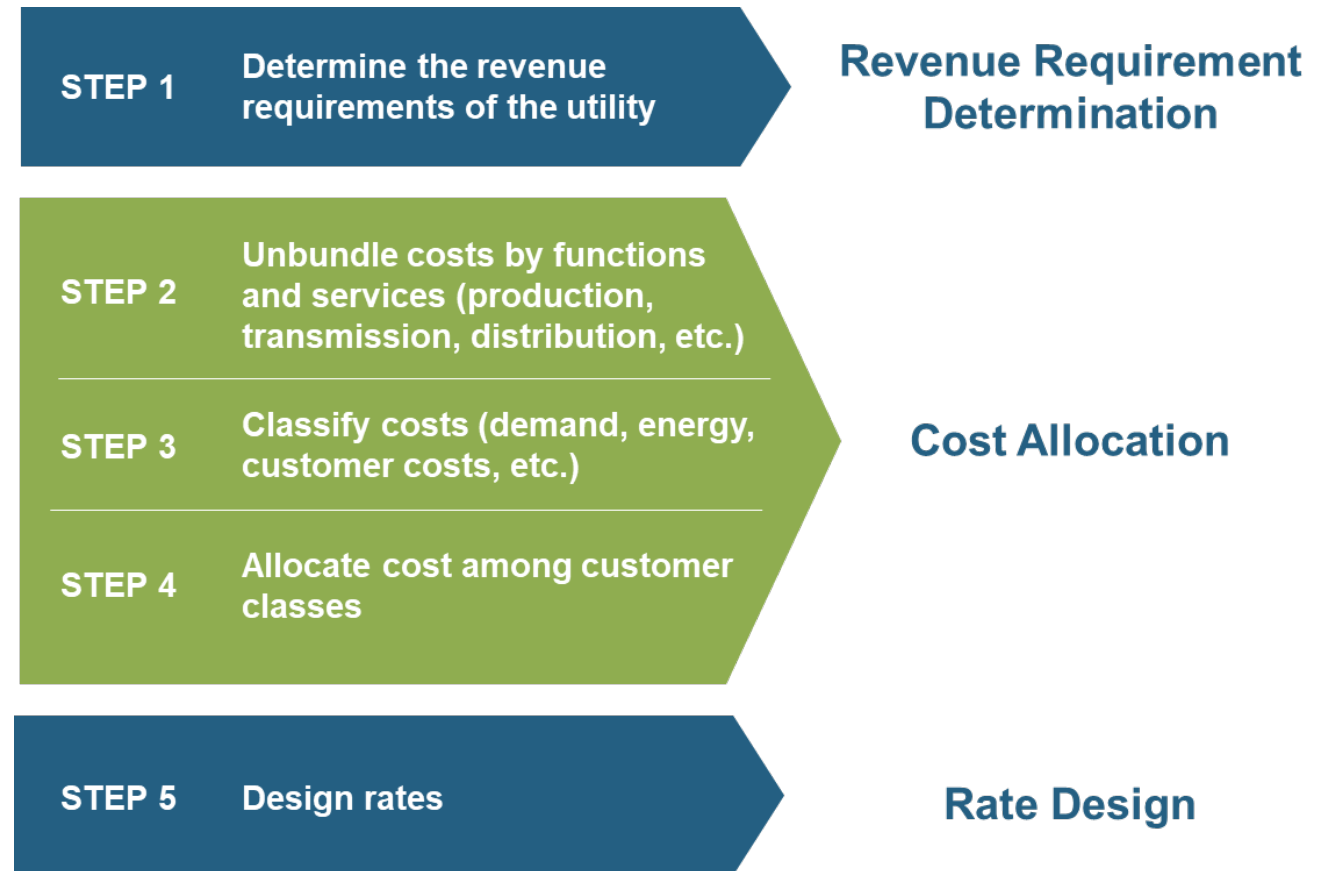 STEP 1
Determine the revenue
requirements of the utility
Revenue Requirement
Determination
STEP 2
Unbundle costs by functions
and services (production,
transmission, distribution, etc.)
STEP 3
Classify costs (demand, energy,
customer costs, etc.)
STEP 4
Allocate cost among customer
classes
Cost Allocation
STEP 5
Design rates
Rate Design